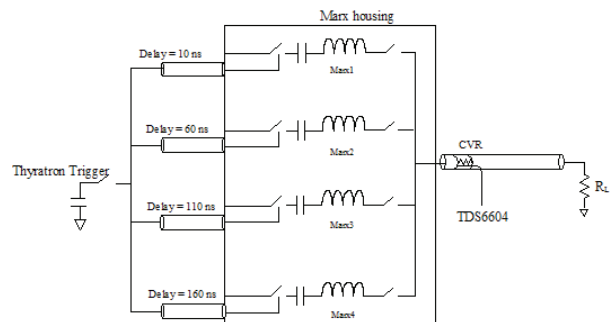 Marx housing
Delay = 10 ns
Marx1
Delay = 60 ns
Marx2
CVR
Thyratron Trigger
RL
TDS6604
Delay = 110 ns
Marx3
Delay = 160 ns
Marx4